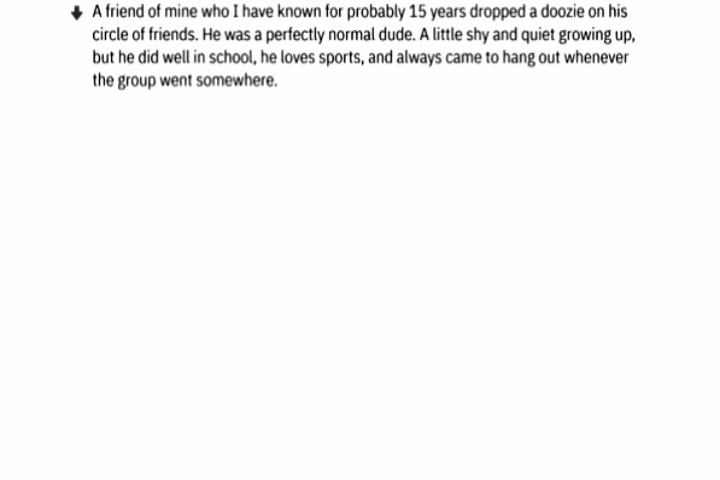 A friend of mine who I have known for probably 15 years dropped a doozie on his
circle of friends. He was a perfectly normal dude. A little shy and quiet growing up,
but he did well in school, he loves sports, and always came to hang out whenever
the group went somewhere.